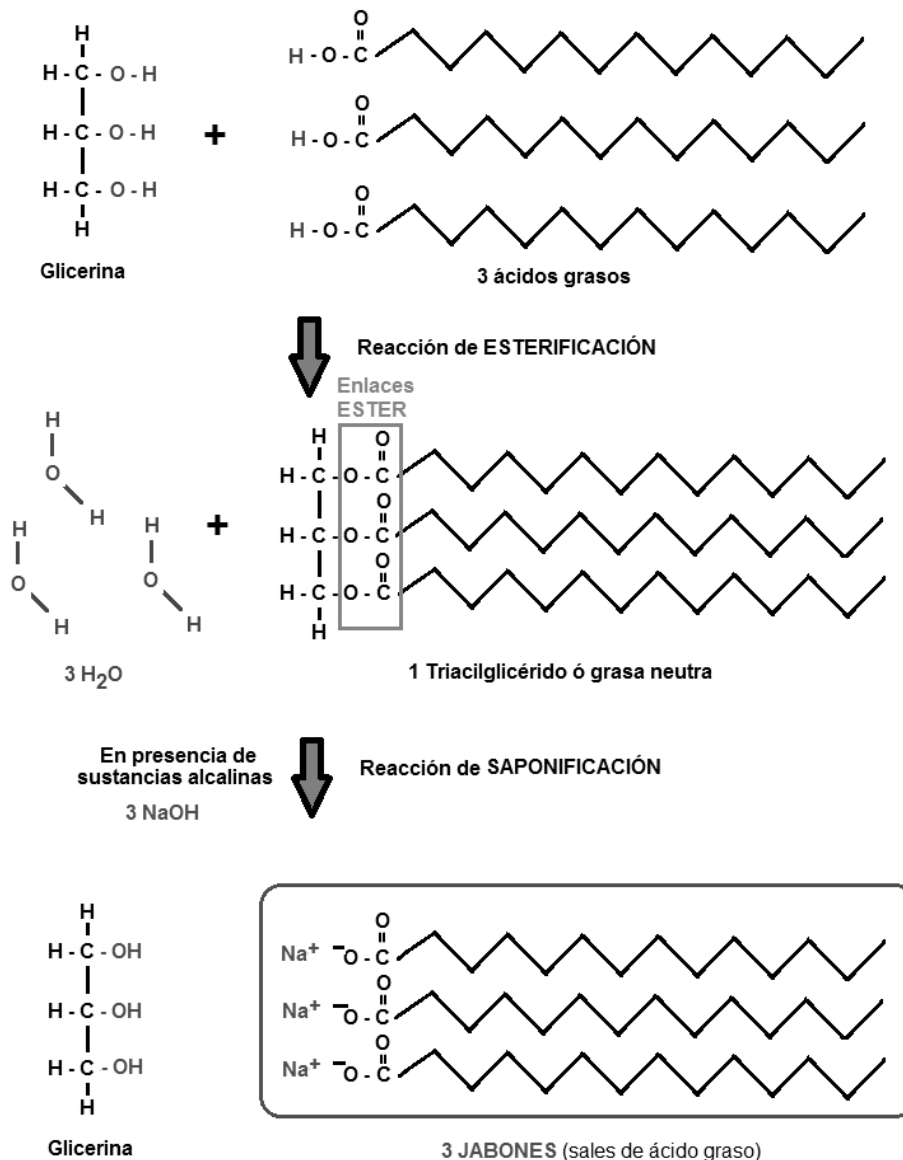 H
H - C - O - H
H - C - O - H
H - C - O - H
H
Glicerina
+
O
H - O - C
O
H - O - C
O
H - O - C
3 ácidos grasos
Reacción de ESTERIFICACIÓN
Enlaces
ESTER
H
O
H
H
O
H
H
O
H
3 H2O
+
H
O
H - C - O - C
O
H - C - O - C
O
H - C - O - C
H
1 Triacilglicérido ó grasa neutra
En presencia de
sustancias alcalinas
3 NaOH
Reacción de SAPONIFICACIÓN
H
H - C - OH
H - C - OH
H - C - OH
H
Glicerina
O
Na+ -O - C
O
Na+ -O - C
O
Na+ -O - C
3 JABONES (sales de ácido graso)